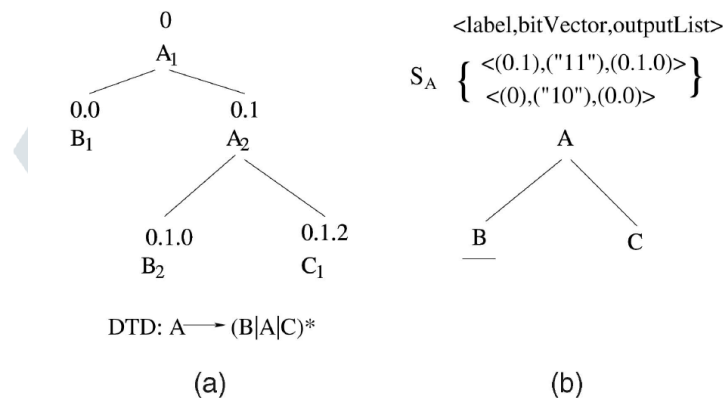 0
A1
0.0
0.1
B1
A2
0.1.0
0.1.2
B2
C1
DTD: A → (B|A|C)*
(a)
<label,bitVector,outputList>
SA { <(0.1),("11"),(0.1.0)> }
<(0),("10"),(0.0)>
A
B
C
(b)